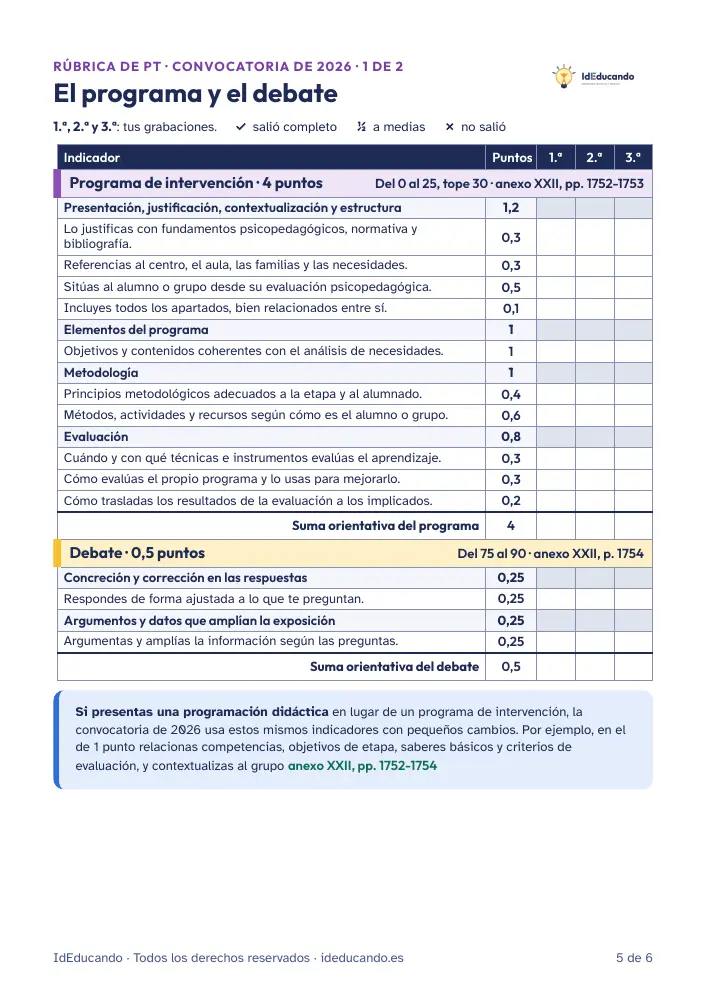 RÚBRICA DE PT · CONVOCATORIA DE 2026 · 1 DE 2
El programa y el debate
IdEducando
1.ª, 2.ª y 3.ª: tus grabaciones. ✓ salió completo ½ a medias × no salió
Indicador Puntos 1.ª 2.ª 3.ª
Programa de intervención · 4 puntos Del 0 al 25, tope 30 · anexo XXII, pp. 1752-1753
Presentación, justificación, contextualización y estructura 1,2
Lo justificas con fundamentos psicopedagógicos, normativa y
bibliografía. 0,3
Referencias al centro, el aula, las familias y las necesidades. 0,3
Sitúas al alumno o grupo desde su evaluación psicopedagógica. 0,5
Incluyes todos los apartados, bien relacionados entre sí. 0,1
Elementos del programa 1
Objetivos y contenidos coherentes con el análisis de necesidades. 1
Metodología 1
Principios metodológicos adecuados a la etapa y al alumnado. 0,4
Métodos, actividades y recursos según cómo es el alumno o grupo. 0,6
Evaluación 0,8
Cuándo y con qué técnicas e instrumentos evalúas el aprendizaje. 0,3
Cómo evalúas el propio programa y lo usas para mejorarlo. 0,3
Cómo trasladas los resultados de la evaluación a los implicados. 0,2
Suma orientativa del programa 4
Debate · 0,5 puntos Del 75 al 90 · anexo XXII, p. 1754
Concreción y corrección en las respuestas 0,25
Respondes de forma ajustada a lo que te preguntan. 0,25
Argumentos y datos que amplían la exposición 0,25
Argumentas y amplías la información según las preguntas. 0,25
Suma orientativa del debate 0,5
Si presentas una programación didáctica en lugar de un programa de intervención, la
convocatoria de 2026 usa estos mismos indicadores con pequeños cambios. Por ejemplo, en el
de 1 punto relacionas competencias, objetivos de etapa, saberes básicos y criterios de
evaluación, y contextualizas al grupo anexo XXII, pp. 1752-1754
IdEducando · Todos los derechos reservados · ideducando.es 5 de 6